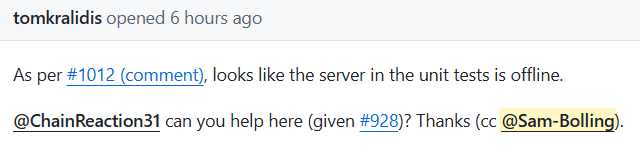 tomkralidis opened 6 hours ago
As per #1012 (comment), looks like the server in the unit tests is offline.
@ChainReaction31 can you help here (given #928)? Thanks (cc @Sam-Bolling).